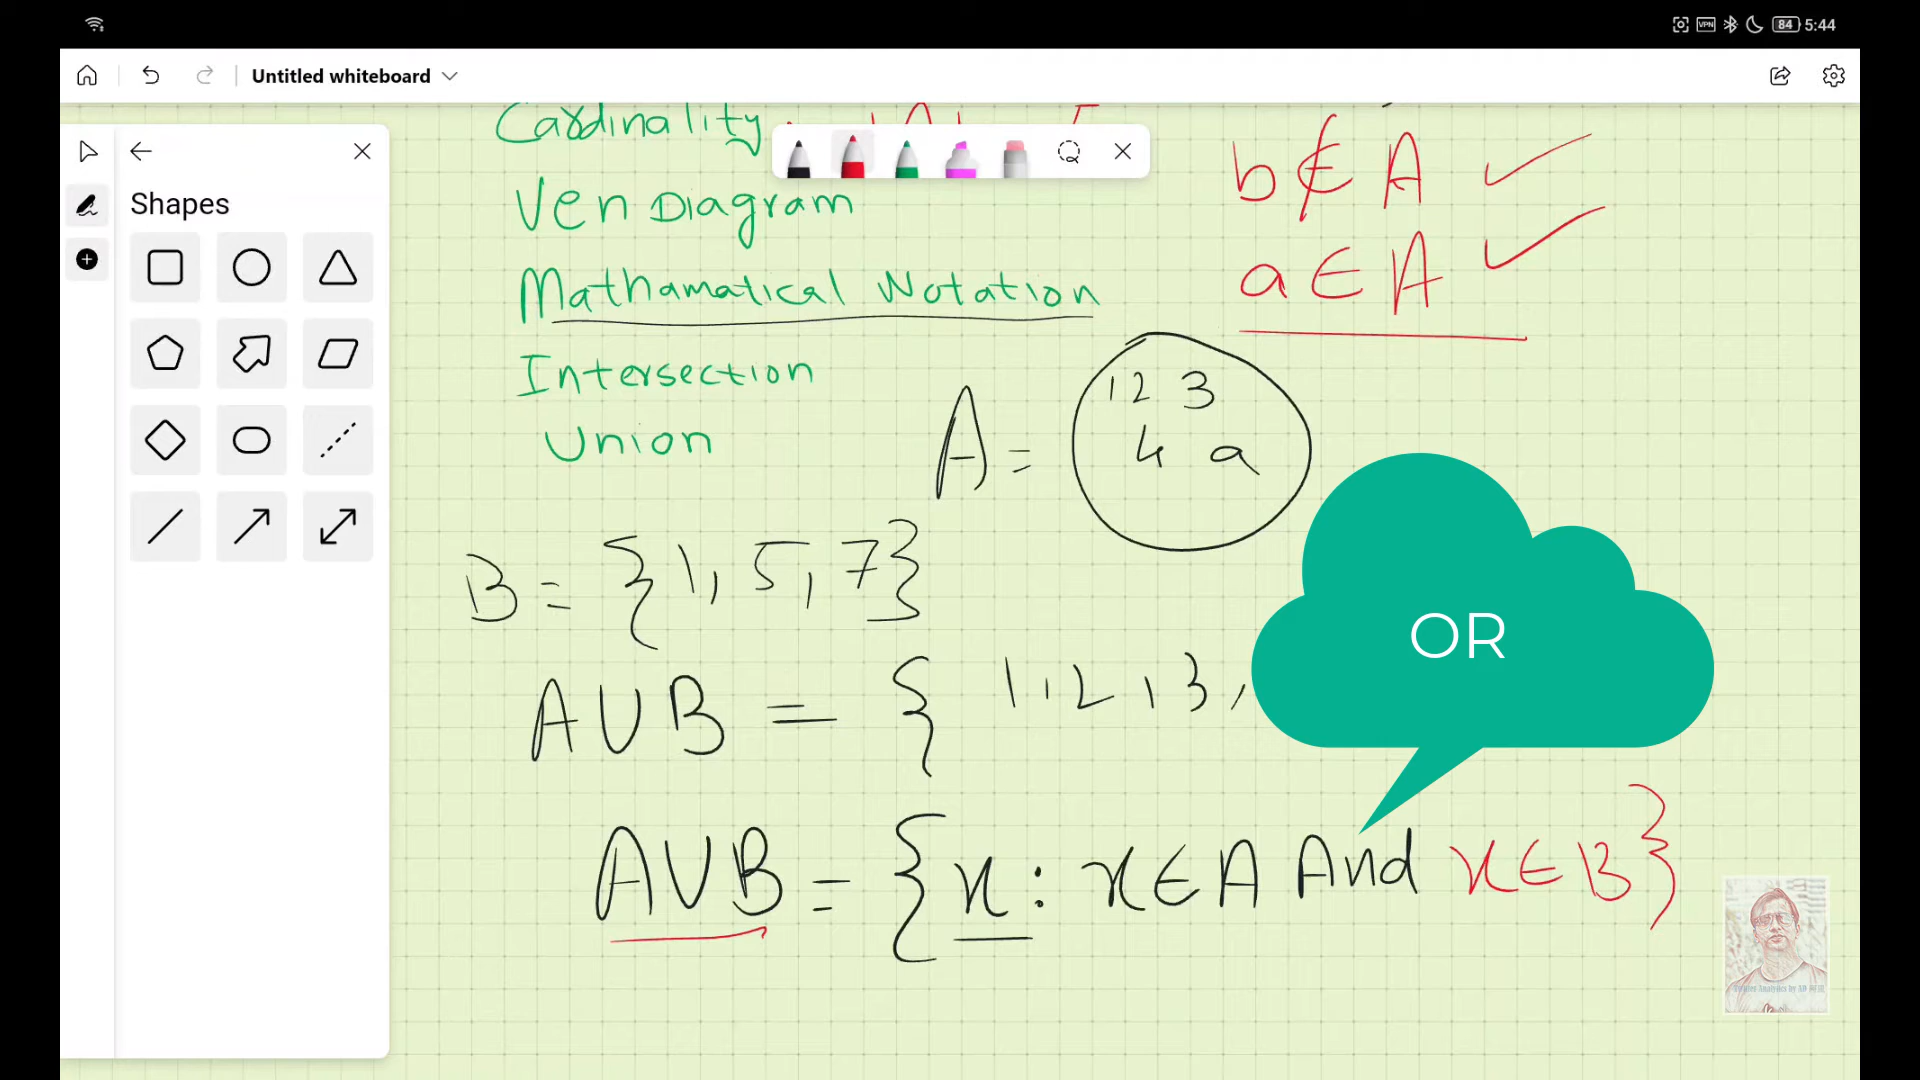 84 5:44
Untitled whiteboard
Shapes
Cardinality
Ven Diagram
Mathamatical Notation
Intersection
Union
b ∉ A ✓
a ∈ A ✓
A =
1 2 3
4 a
B = {1, 5, 7}
A ∪ B = { 1, 2, 3,
OR
A ∪ B = {x : x ∈ A And x ∈ B}